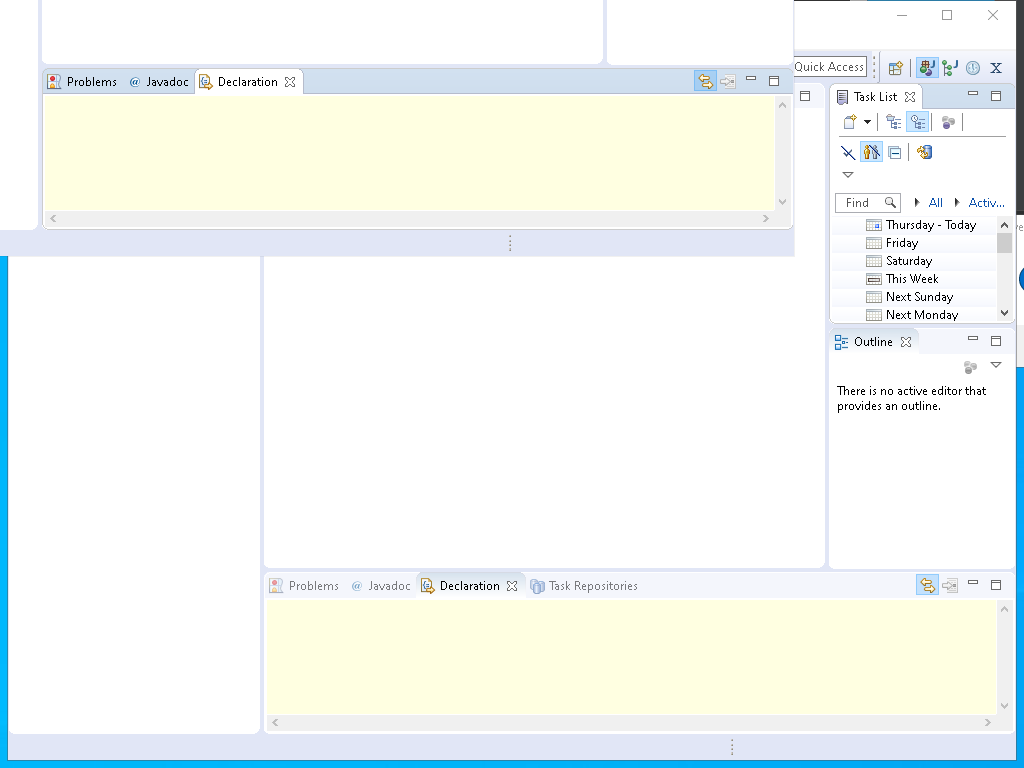 Problems @ Javadoc Declaration
Quick Access
Task List
Find All Activ...
Thursday - Today
Friday
Saturday
This Week
Next Sunday
Next Monday
Outline
There is no active editor that
provides an outline.
Problems @ Javadoc Declaration Task Repositories